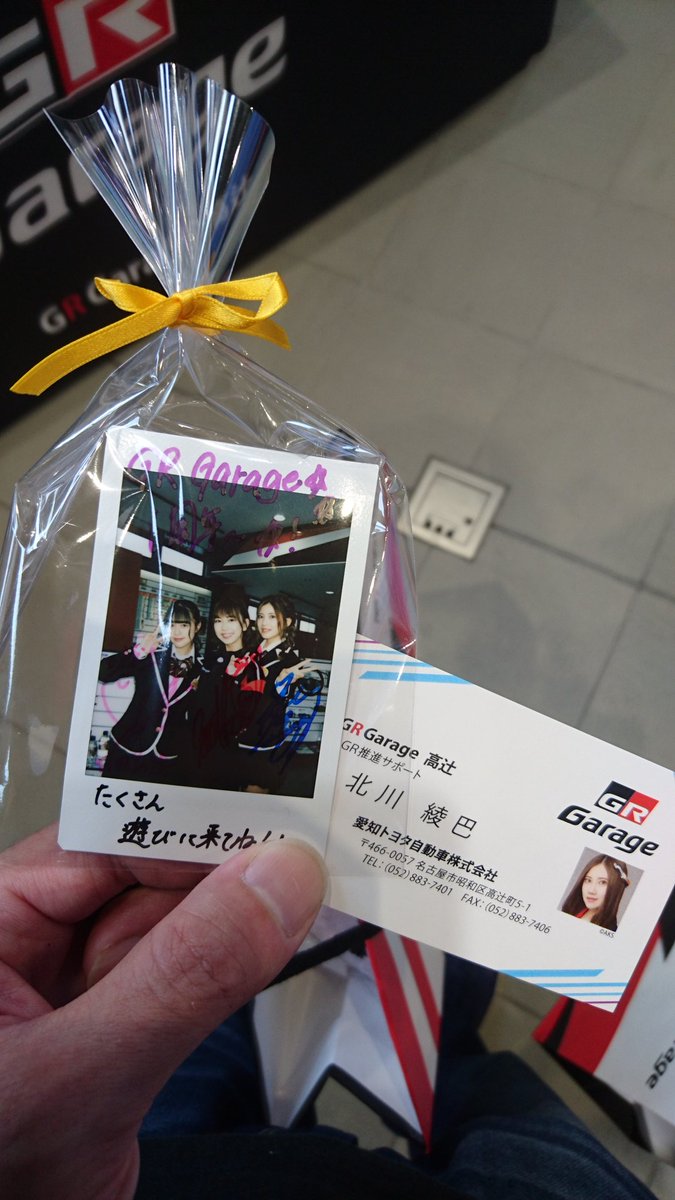 GR
Garage
GR Garage
GR Garage
たくさん
遊びに来てね!!
GR Garage 高辻
GR推進サポート
北川 綾巴
愛知トヨタ自動車株式会社
〒466-0057 名古屋市昭和区高辻町5-1
TEL: (052) 883-7401 FAX: (052) 883-7406
GR
Garage
©AKS